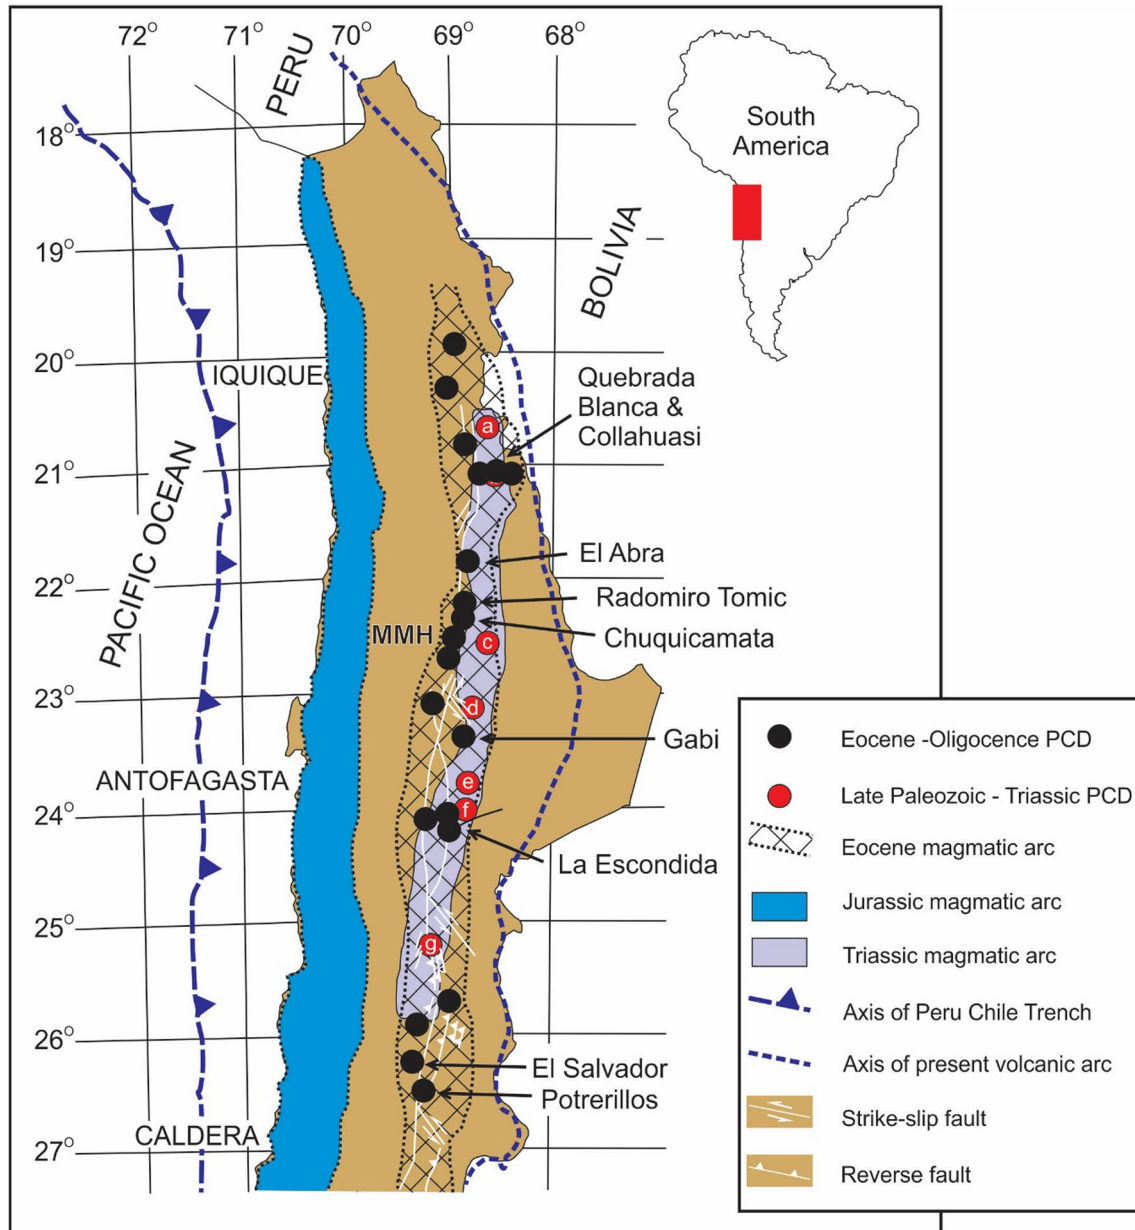 72°
71°
70°
69°
68°
PERU
18°
South
America
19°
BOLIVIA
20°
IQUIQUE
Quebrada
Blanca &
Collahuasi
a
21°
PACIFIC OCEAN
El Abra
22°
Radomiro Tomic
MMH
Chuquicamata
c
23°
d
Gabi
ANTOFAGASTA
e
f
24°
La Escondida
25°
g
26°
El Salvador
Potrerillos
CALDERA
27°
Eocene -Oligocence PCD
Late Paleozoic - Triassic PCD
Eocene magmatic arc
Jurassic magmatic arc
Triassic magmatic arc
Axis of Peru Chile Trench
Axis of present volcanic arc
Strike-slip fault
Reverse fault